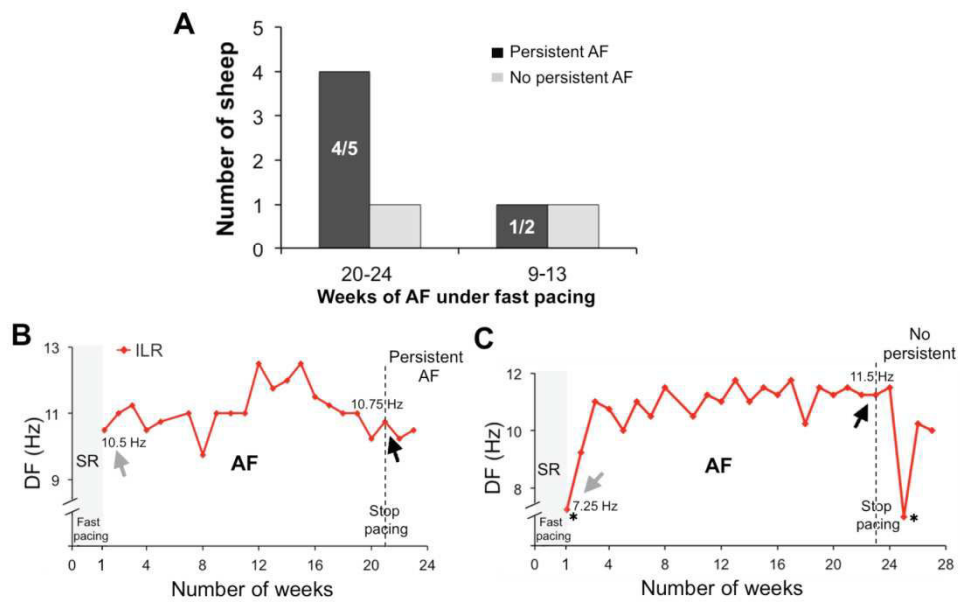 A
Number of sheep
5
4
3
2
1
0
Persistent AF
No persistent AF
4/5
1/2
20-24
9-13
Weeks of AF under fast pacing
B
DF (Hz)
13
11
9
ILR
SR
Fast
pacing
10.5 Hz
AF
10.75 Hz
Persistent
AF
Stop
pacing
0
1
4
8
12
16
20
24
Number of weeks
C
DF (Hz)
12
10
8
SR
Fast
pacing
7.25 Hz
*
AF
11.5 Hz
No
persistent
Stop
pacing
*
0
1
4
8
12
16
20
24
28
Number of weeks